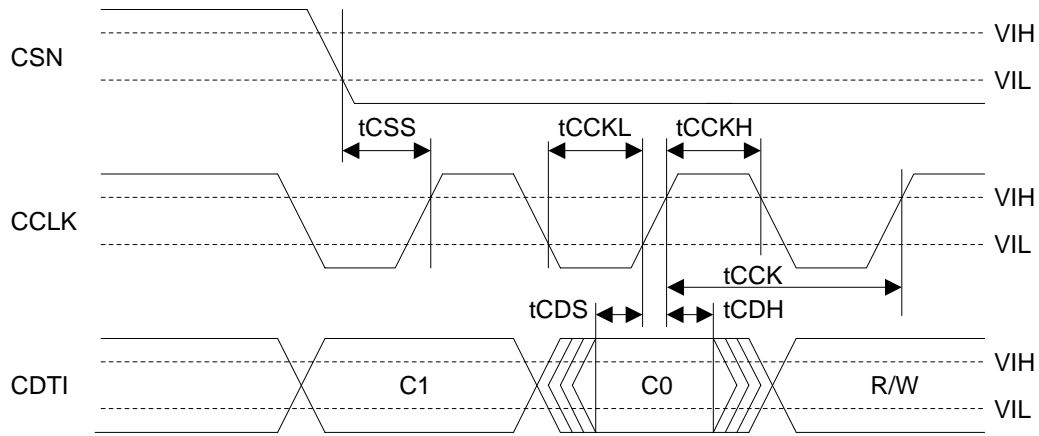 CSN
VIH
VIL
tCSS
tCCKL
tCCKH
CCLK
VIH
VIL
tCCK
tCDS
tCDH
CDTI
C1
C0
R/W
VIH
VIL